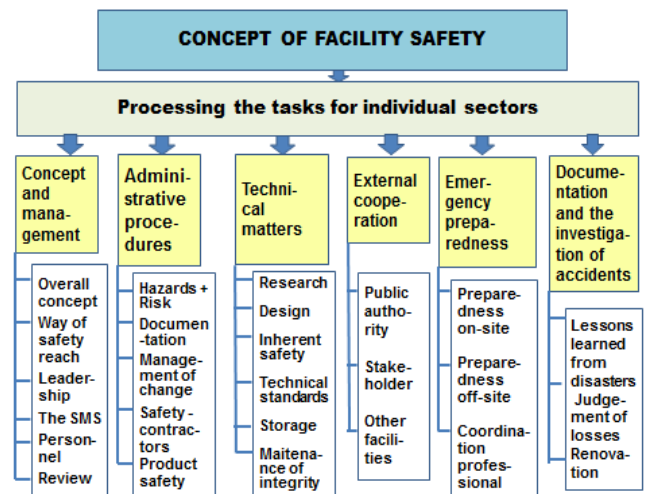 CONCEPT OF FACILITY SAFETY
Processing the tasks for individual sectors
Concept
and
mana-
gement
Overall
concept
Way of
safety
reach
Leader-
ship
The SMS
Person-
nel
Review
Admini-
strative
proce-
dures
Hazards +
Risk
Documen
-tation
Manage-
ment of
change
Safety -
contrac-
tors
Product
safety
Techni-
cal
matters
Research
Design
Inherent
safety
Technical
standards
Storage
Maitena-
nce of
integrity
External
coope-
ration
Public
autho-
rity
Stake-
holder
Other
facili-
ties
Emer-
gency
prepa-
redness
Prepare-
dness
on-site
Prepare-
dness
off-site
Coordina
tion
profes-
sional
Docume-
ntation
and the
investiga-
tion of
accidents
Lessons
learned
from
disasters
Judge-
ment of
losses
Renova-
tion